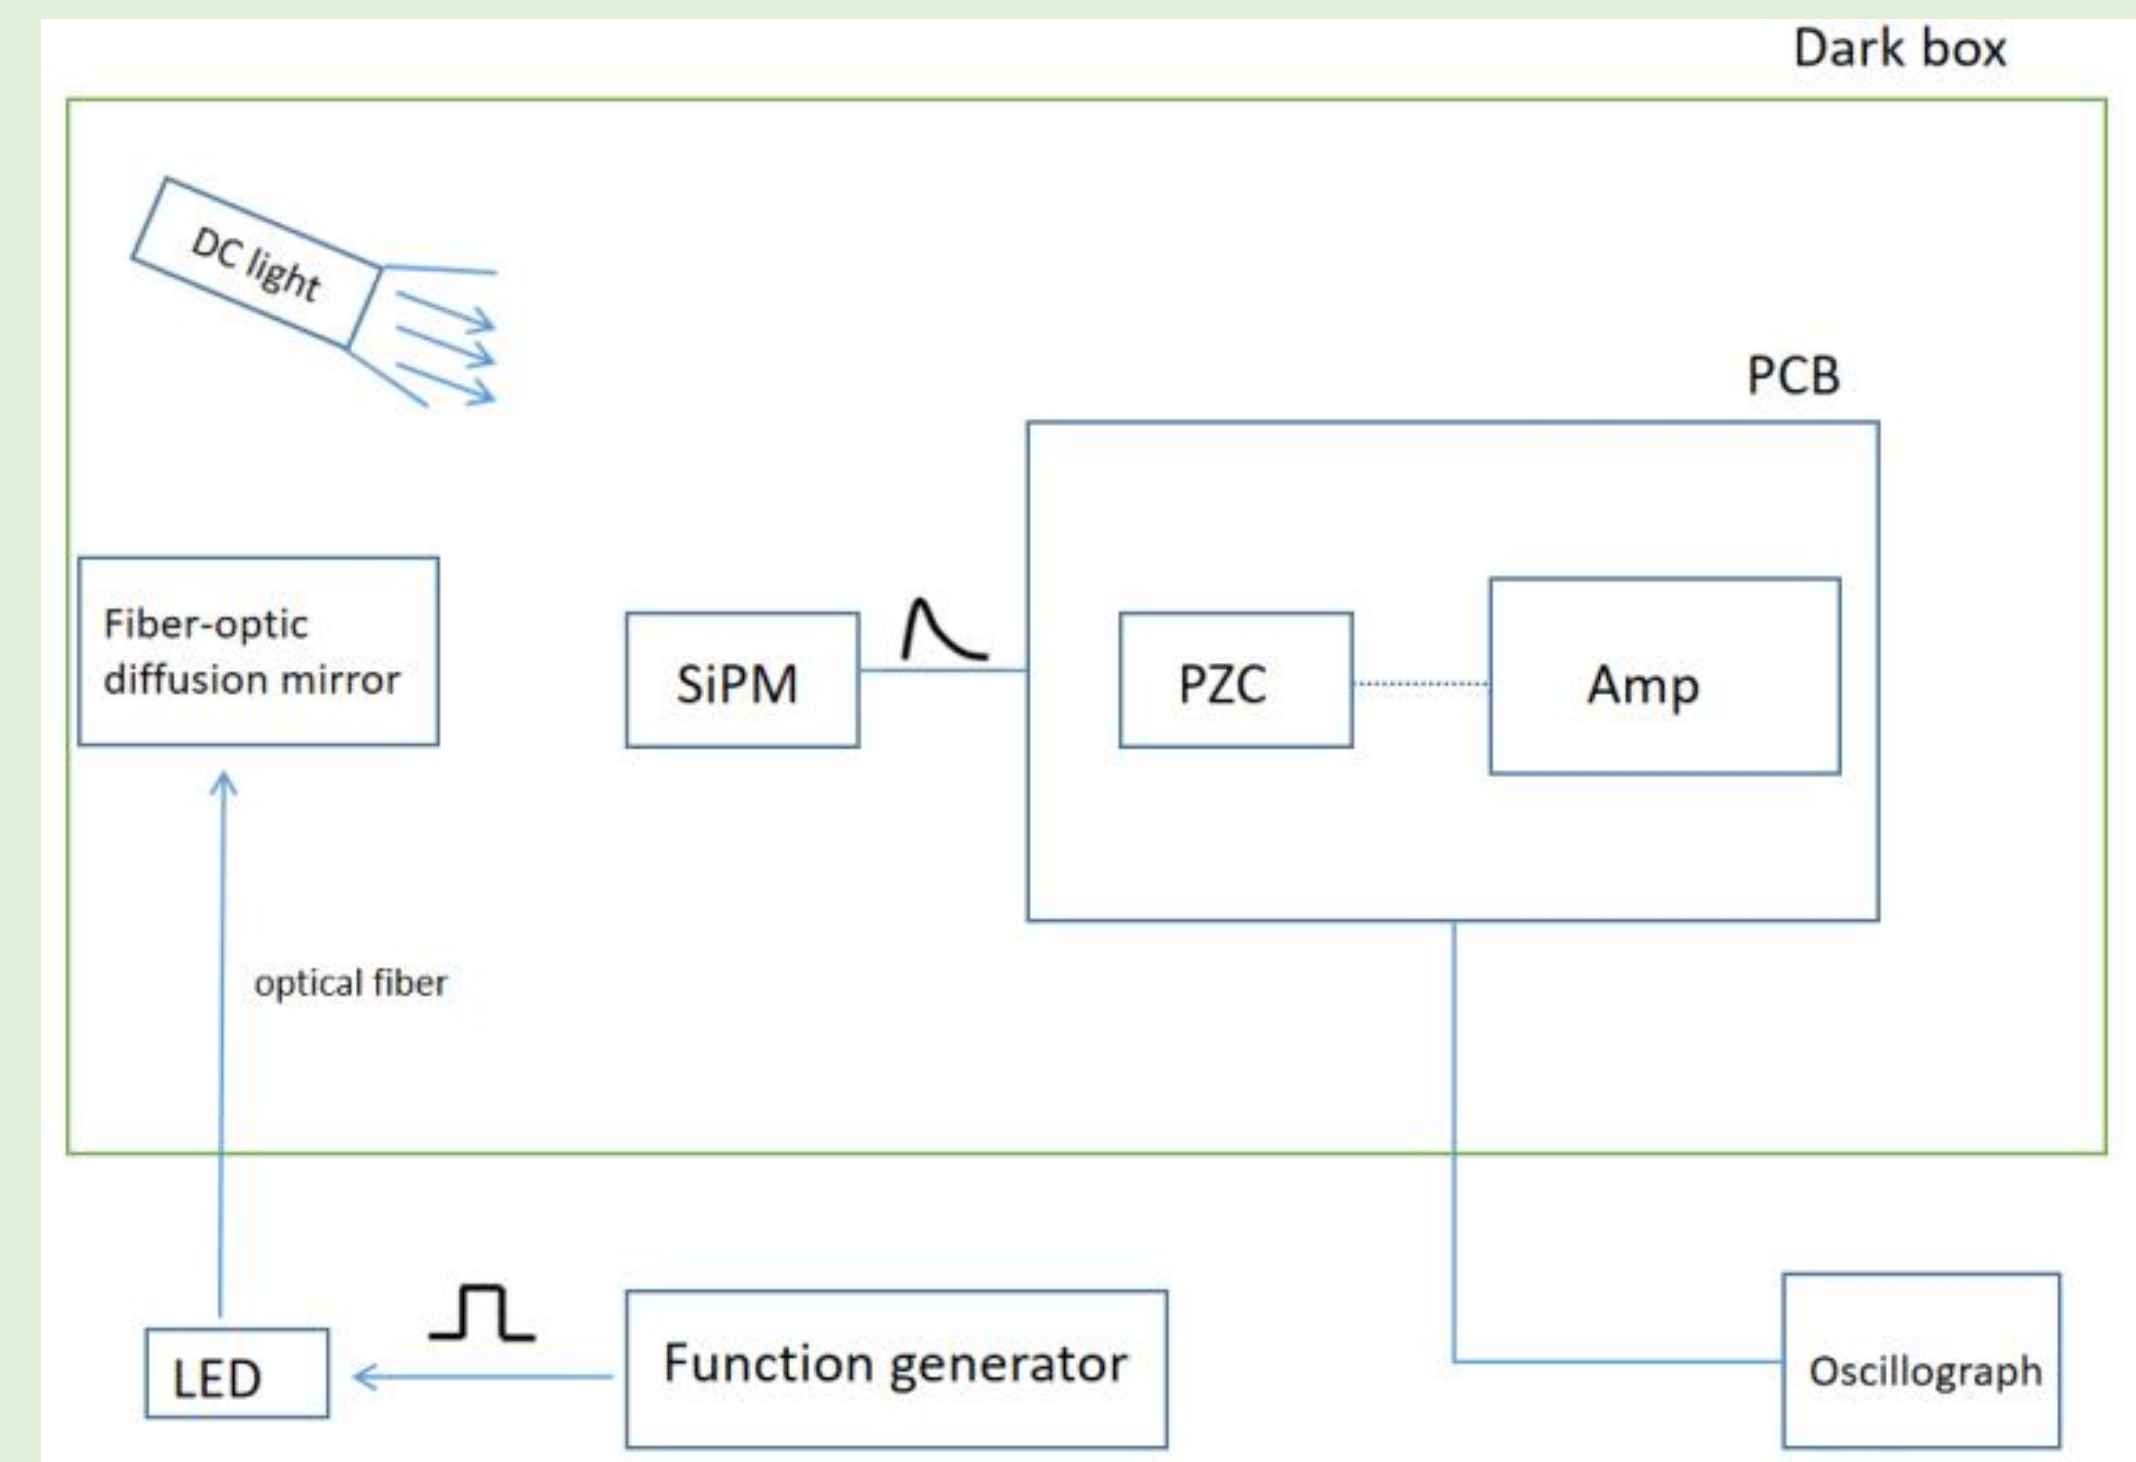 Dark box
DC light
PCB
Fiber-optic
diffusion mirror
SiPM
PZC
Amp
optical fiber
LED
Function generator
Oscillograph